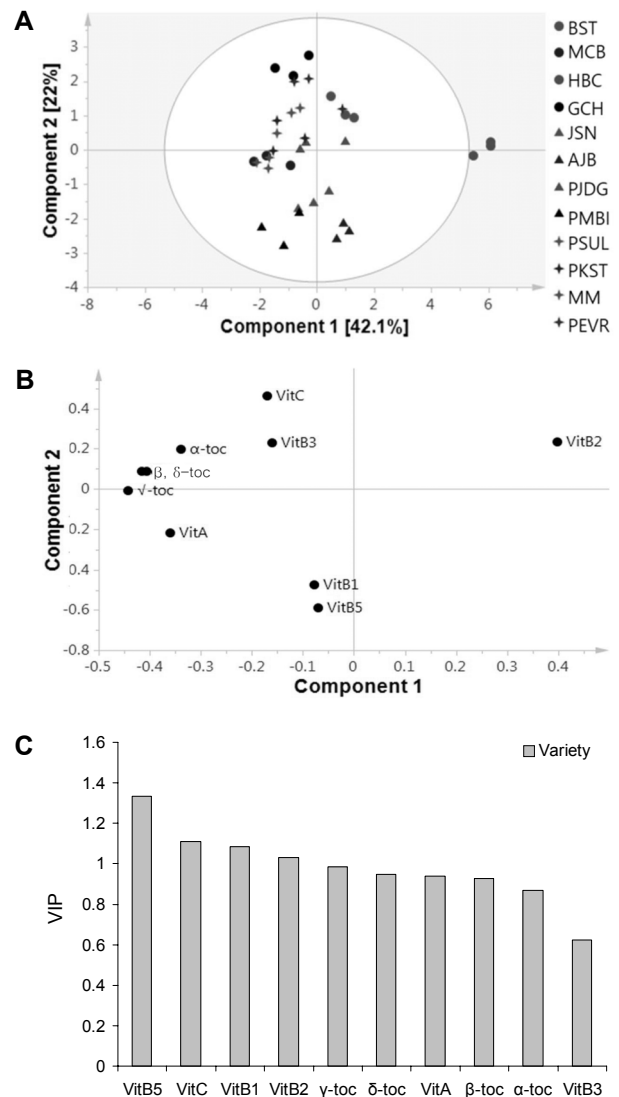 A
Component 2 [22%]
3
2
1
0
-1
-2
-3
-4
-8
-6
-4
-2
0
2
4
6
8
Component 1 [42.1%]
BST
MCB
HBC
GCH
JSN
AJB
PJDG
PMBI
PSUL
PKST
MM
PEVR
B
Component 2
0.4
0.2
0
0.2
-0.4
-0.6
-0.8
-0.5
-0.4
-0.3
-0.2
-0.1
0
0.1
0.2
0.3
0.4
Component 1
VitC
VitB3
VitB2
α-toc
β, δ-toc
√-toc
VitA
VitB1
VitB5
C
VIP
1.6
1.4
1.2
1
0.8
0.6
0.4
0.2
0
Variety
VitB5 VitC VitB1 VitB2 γ-toc δ-toc VitA β-toc α-toc VitB3